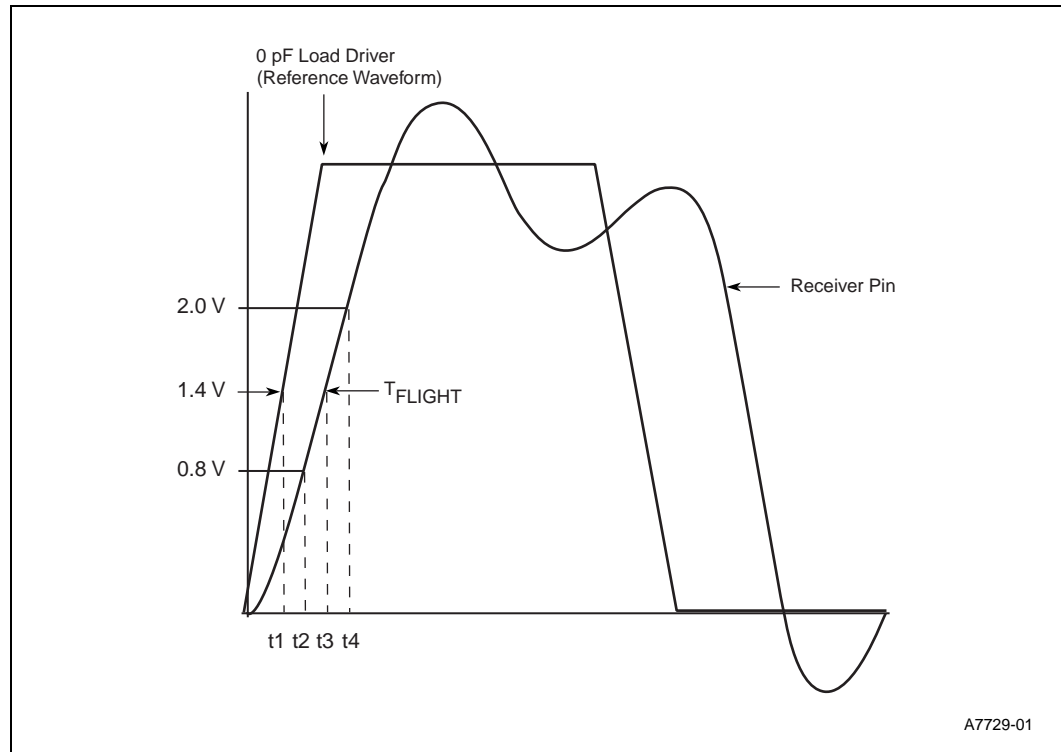 0 pF Load Driver
(Reference Waveform)
Receiver Pin
2.0 V
1.4 V
TFLIGHT
0.8 V
t1 t2 t3 t4
A7729-01